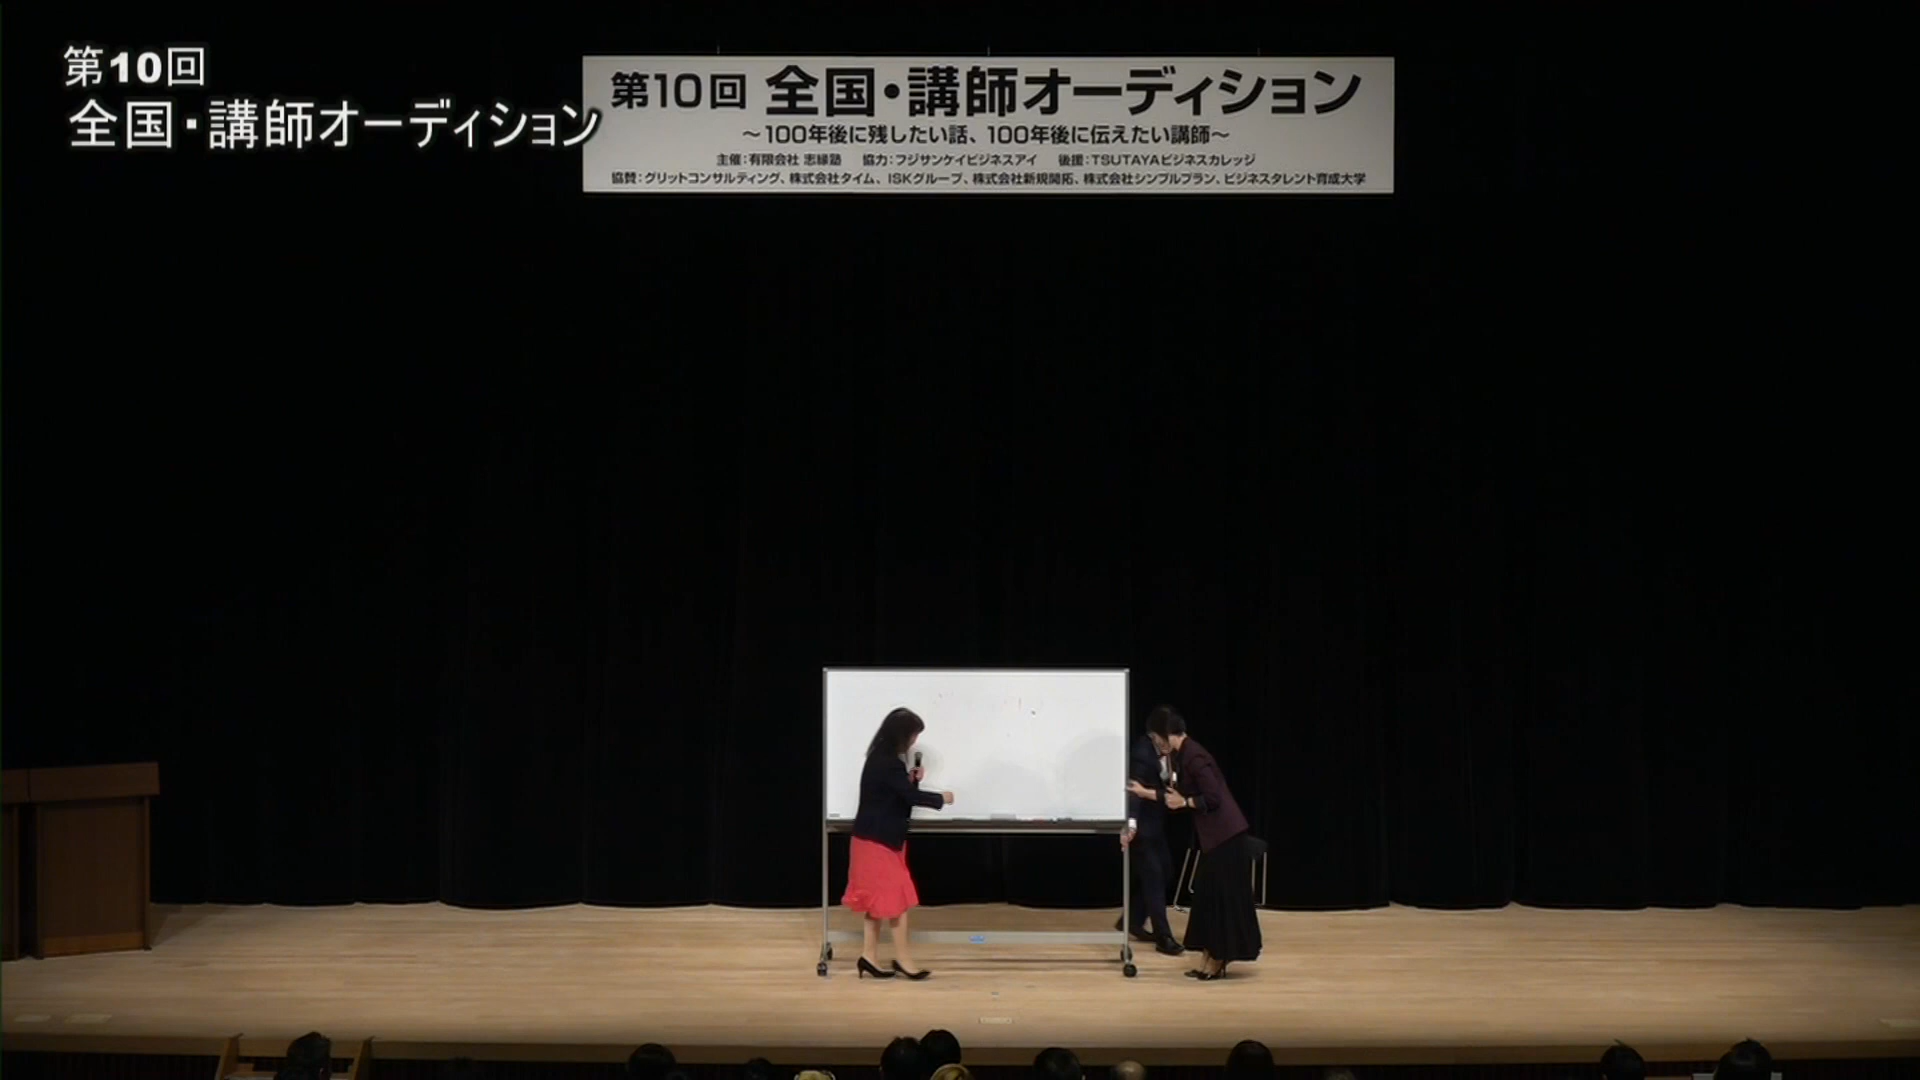 第10回
全国・講師オーディション
第10回 全国・講師オーディション
～100年後に残したい話、100年後に伝えたい講師～
主催：有限会社 志縁塾　協力：フジサンケイビジネスアイ　後援：TSUTAYAビジネスカレッジ
協賛：グリットコンサルティング、株式会社タイム、ISKグループ、株式会社新規開拓、株式会社シンプルプラン、ビジネスタレント育成大学